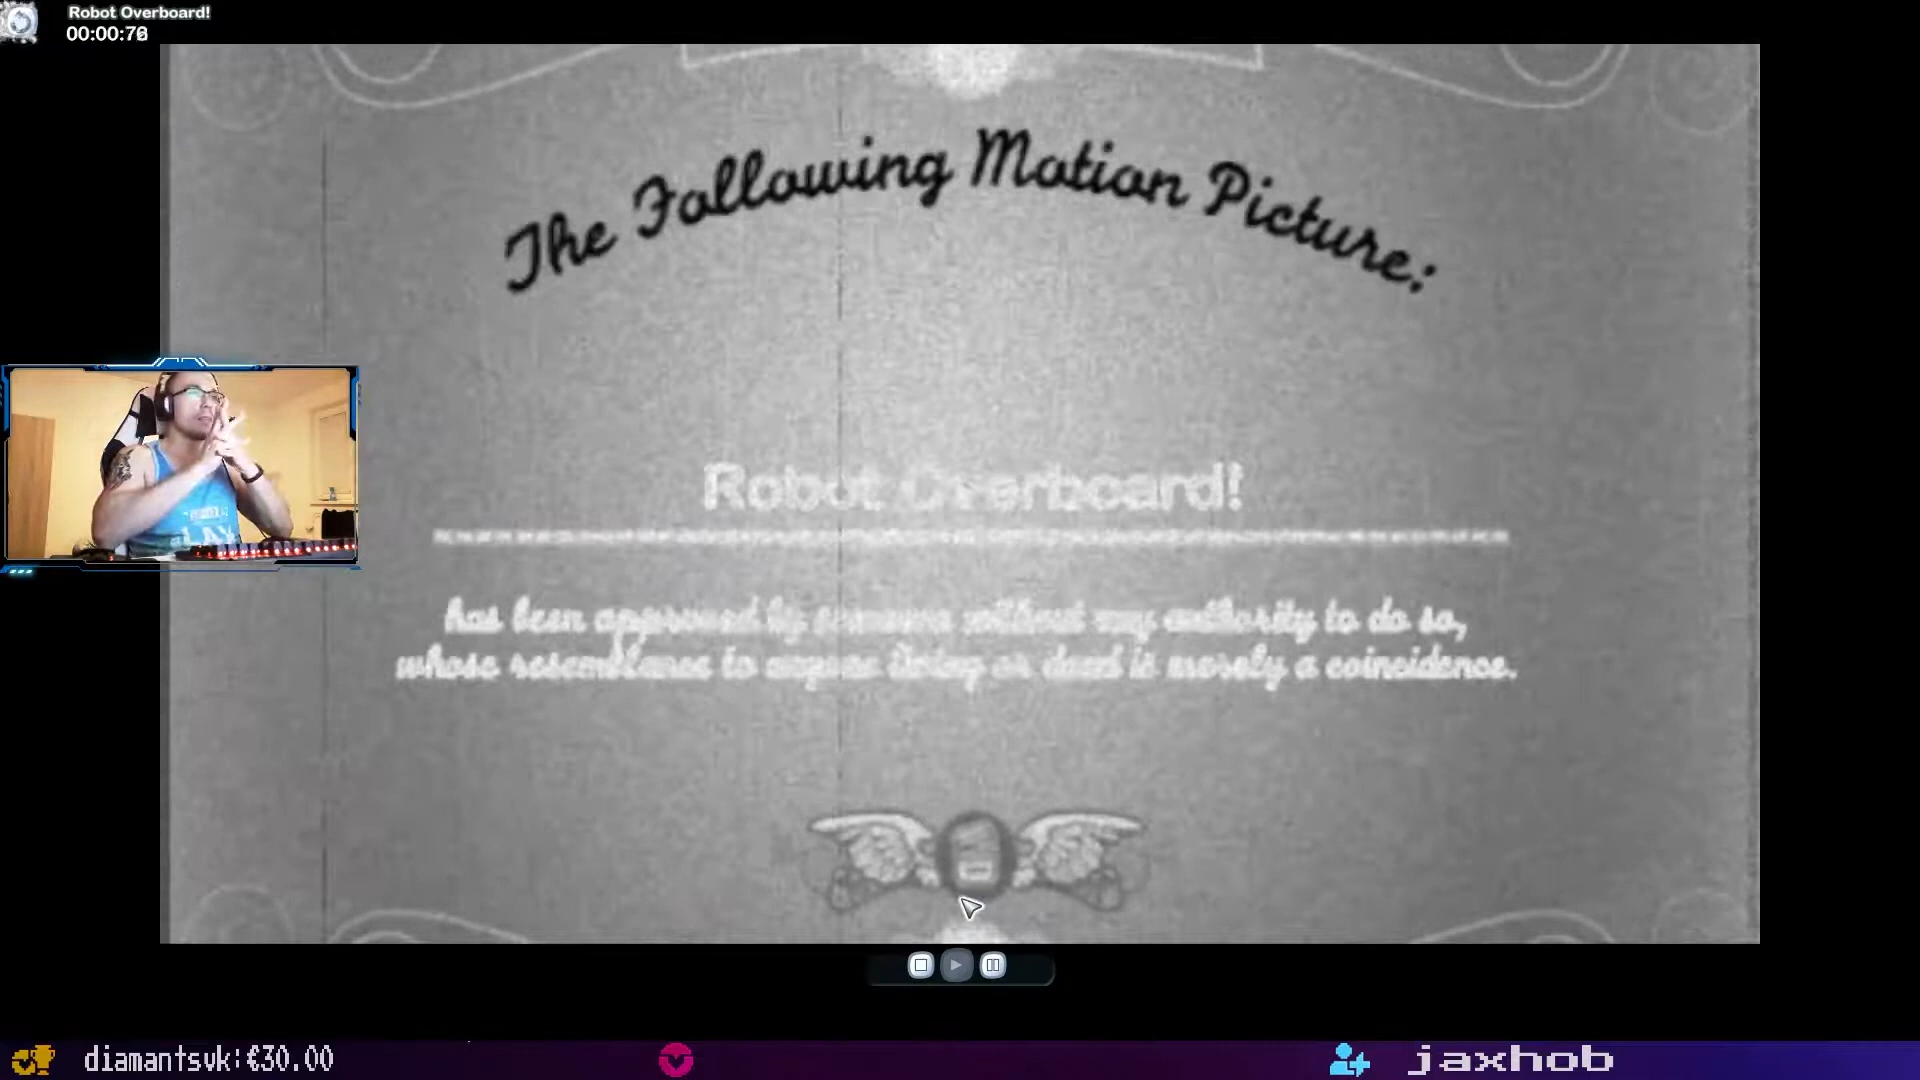 Robot Overboard!
00:00:76
The Following Motion Picture:
Robot Overboard!
has been approved by someone without any authority to do so,
whose resemblance to anyone living or dead is merely a coincidence.
diamantsvk:€30.00
jaxhob